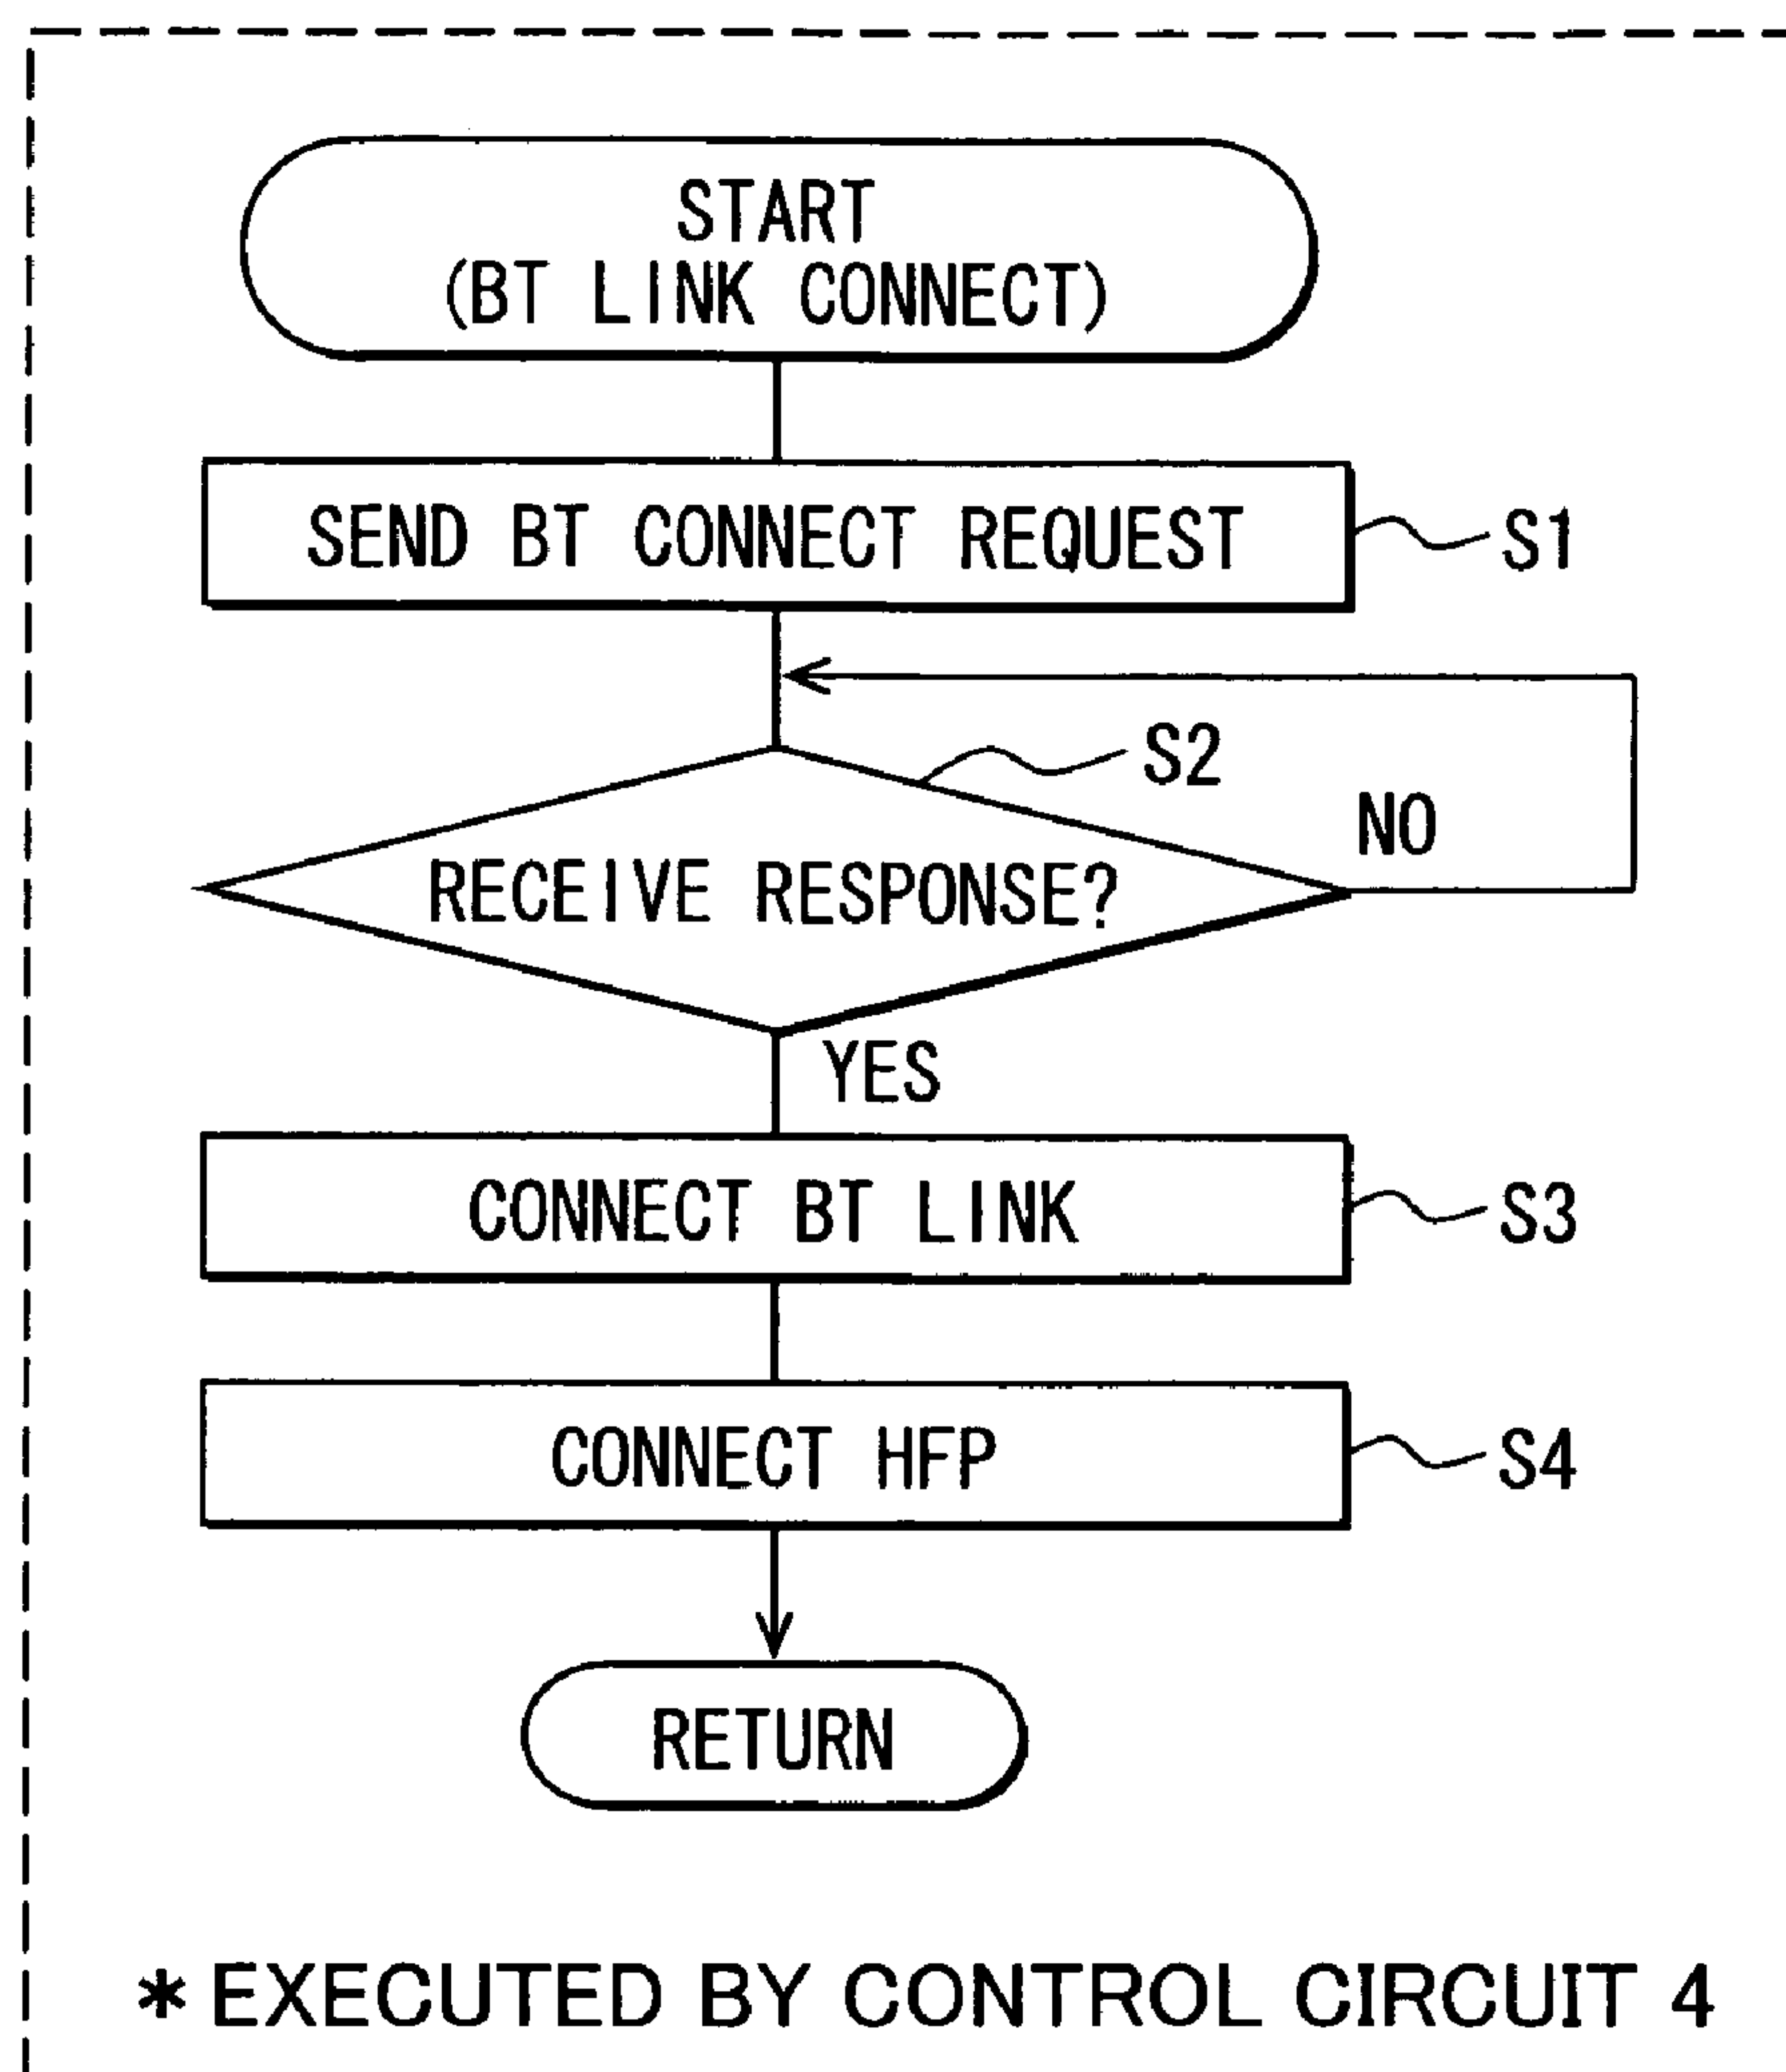 START
(BT LINK CONNECT)
SEND BT CONNECT REQUEST
S1
S2
NO
RECEIVE RESPONSE?
YES
CONNECT BT LINK
S3
CONNECT HFP
S4
RETURN
* EXECUTED BY CONTROL CIRCUIT 4